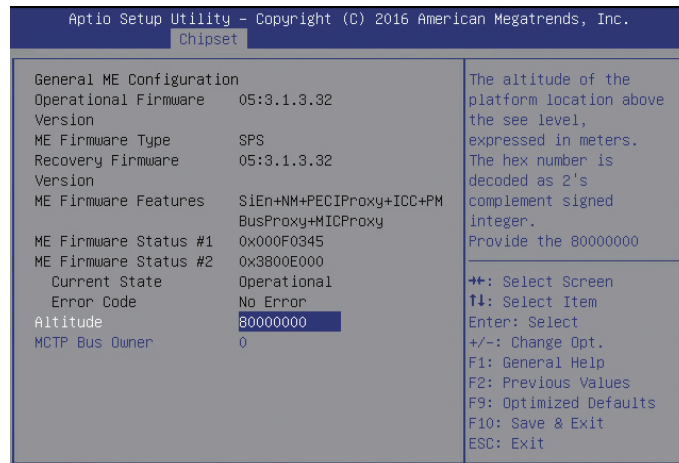 Aptio Setup Utility – Copyright (C) 2016 American Megatrends, Inc.
Chipset
General ME Configuration
Operational Firmware Version 05:3.1.3.32
ME Firmware Type SPS
Recovery Firmware Version 05:3.1.3.32
ME Firmware Features SiEn+NM+PECIProxy+ICC+PMBusProxy+MICProxy
ME Firmware Status #1 0x000F0345
ME Firmware Status #2 0x3800E000
Current State Operational
Error Code No Error
Altitude 80000000
MCTP Bus Owner 0
The altitude of the
platform location above
the see level,
expressed in meters.
The hex number is
decoded as 2's
complement signed
integer.
Provide the 80000000
→←: Select Screen
↑↓: Select Item
Enter: Select
+/-: Change Opt.
F1: General Help
F2: Previous Values
F9: Optimized Defaults
F10: Save & Exit
ESC: Exit